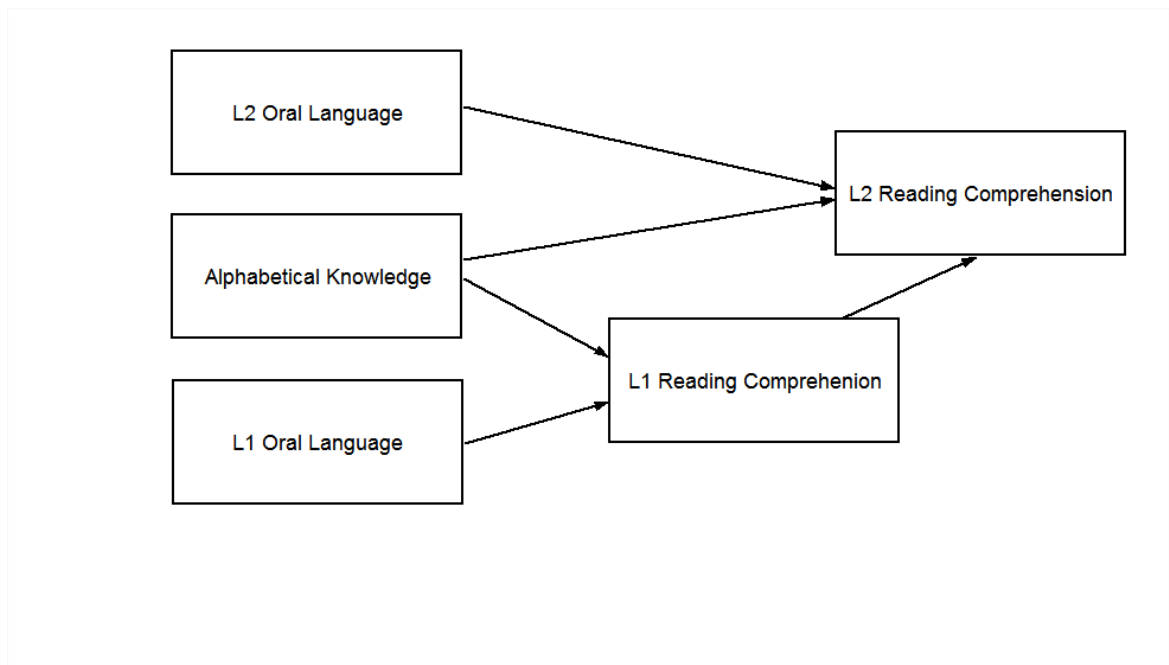 L2 Oral Language
L2 Reading Comprehension
Alphabetical Knowledge
L1 Reading Comprehenion
L1 Oral Language